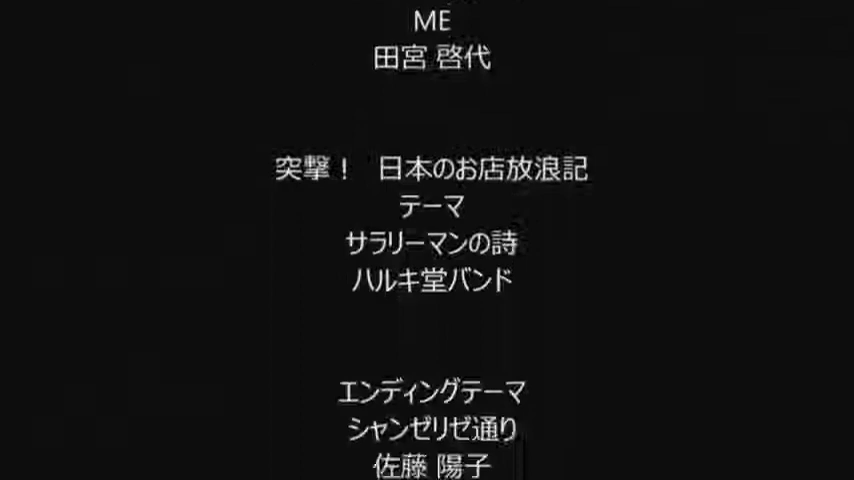 ME
田宮 啓代
突撃！　日本のお店放浪記
テーマ
サラリーマンの詩
ハルキ堂バンド
エンディングテーマ
シャンゼリゼ通り
佐藤 陽子